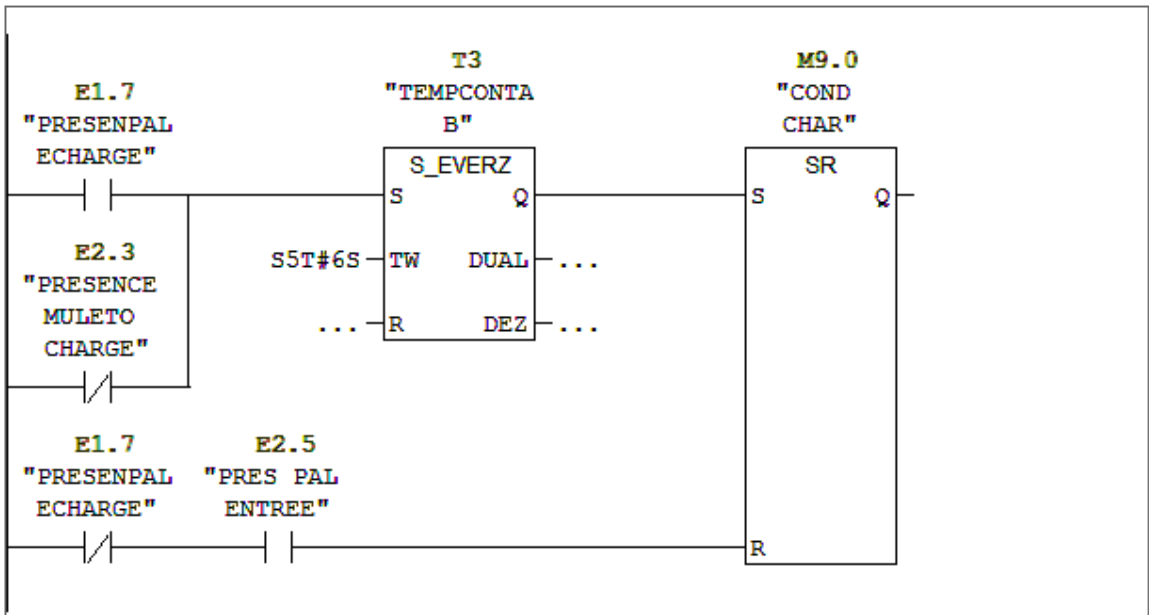 T3
"TEMPCONTA
B"
M9.0
"COND
CHAR"
E1.7
"PRESENPAL
ECHARGE"
S_EVERZ
S Q
S5T#6S TW DUAL ...
... R DEZ ...
SR
S Q
R
E2.3
"PRESENCE
MULETO
CHARGE"
E1.7
"PRESENPAL
ECHARGE"
E2.5
"PRES PAL
ENTREE"